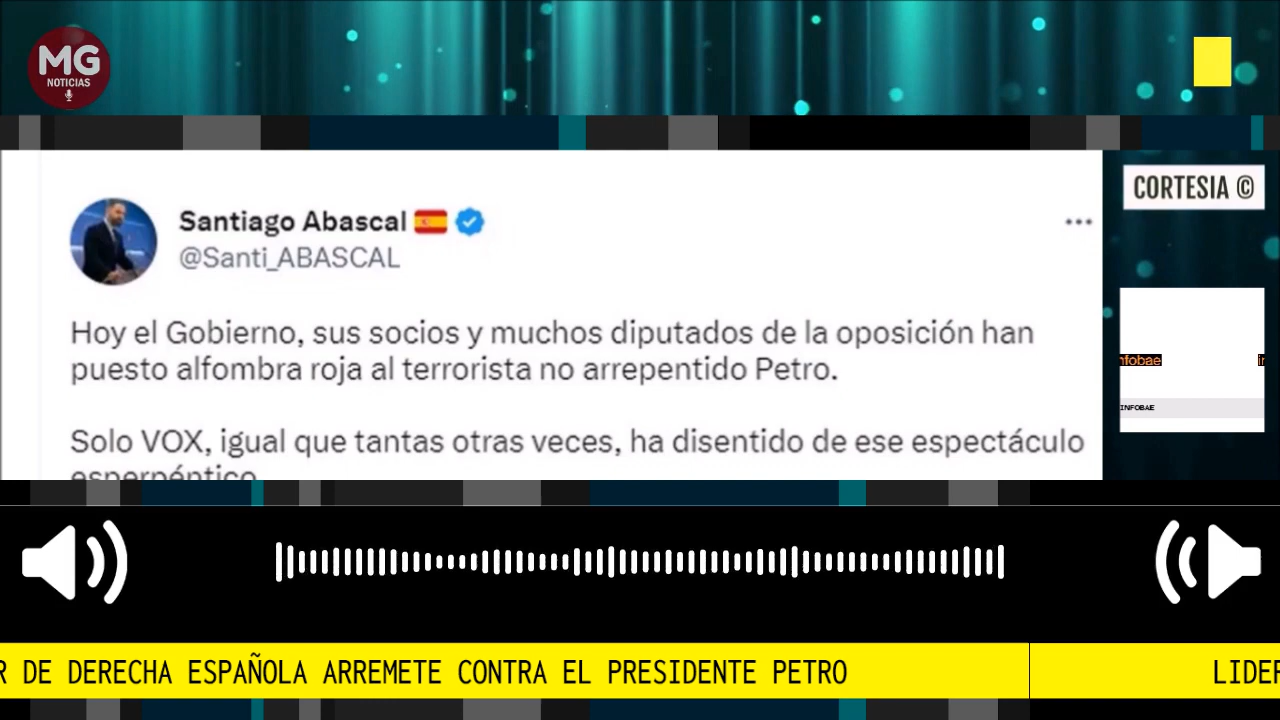 MG
NOTICIAS
CORTESIA ©
Santiago Abascal
@Santi_ABASCAL
Hoy el Gobierno, sus socios y muchos diputados de la oposición han
puesto alfombra roja al terrorista no arrepentido Petro.
Solo VOX, igual que tantas otras veces, ha disentido de ese espectáculo
esperpéntico
nfobae
INFOBAE
R DE DERECHA ESPAÑOLA ARREMETE CONTRA EL PRESIDENTE PETRO
LIDER